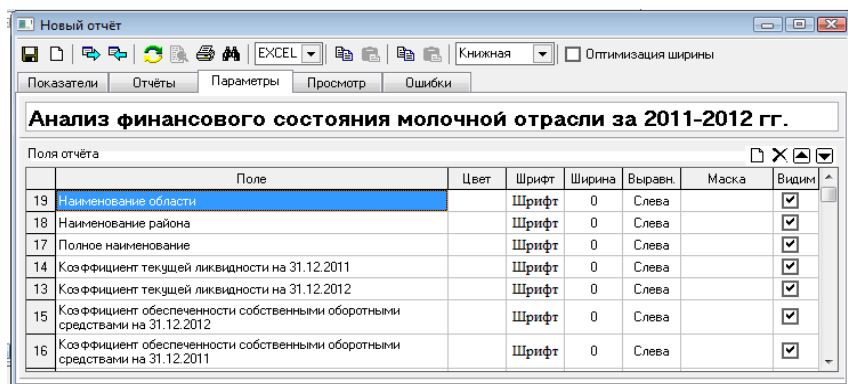 Новый отчёт
EXCEL Книжная Оптимизация ширины
Показатели Отчёты Параметры Просмотр Ошибки
Анализ финансового состояния молочной отрасли за 2011-2012 гг.
Поля отчёта
Поле Цвет Шрифт Ширина Выравн. Маска Видим
19 Наименование области Шрифт 0 Слева
18 Наименование района Шрифт 0 Слева
17 Полное наименование Шрифт 0 Слева
14 Коэффициент текущей ликвидности на 31.12.2011 Шрифт 0 Слева
13 Коэффициент текущей ликвидности на 31.12.2012 Шрифт 0 Слева
15 Коэффициент обеспеченности собственными оборотными
средствами на 31.12.2012 Шрифт 0 Слева
16 Коэффициент обеспеченности собственными оборотными
средствами на 31.12.2011 Шрифт 0 Слева